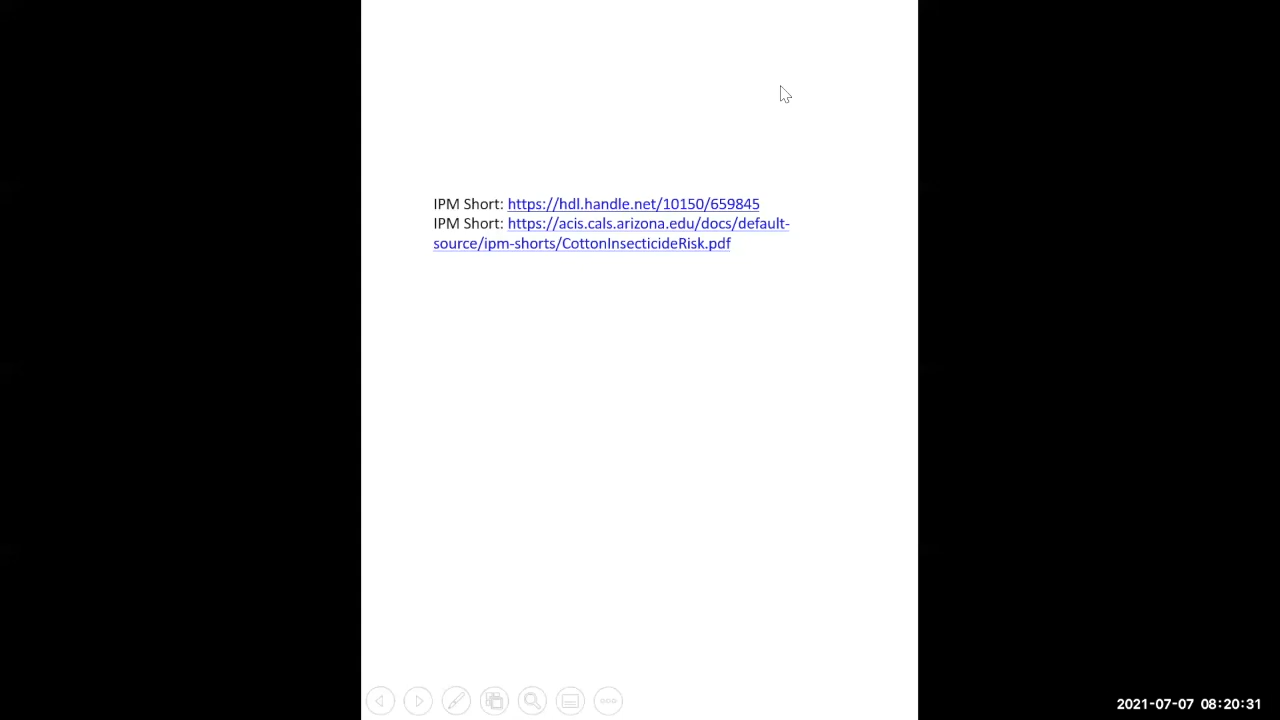 IPM Short: https://hdl.handle.net/10150/659845
IPM Short: https://acis.cals.arizona.edu/docs/default-
source/ipm-shorts/CottonInsecticideRisk.pdf
2021-07-07 08:20:31